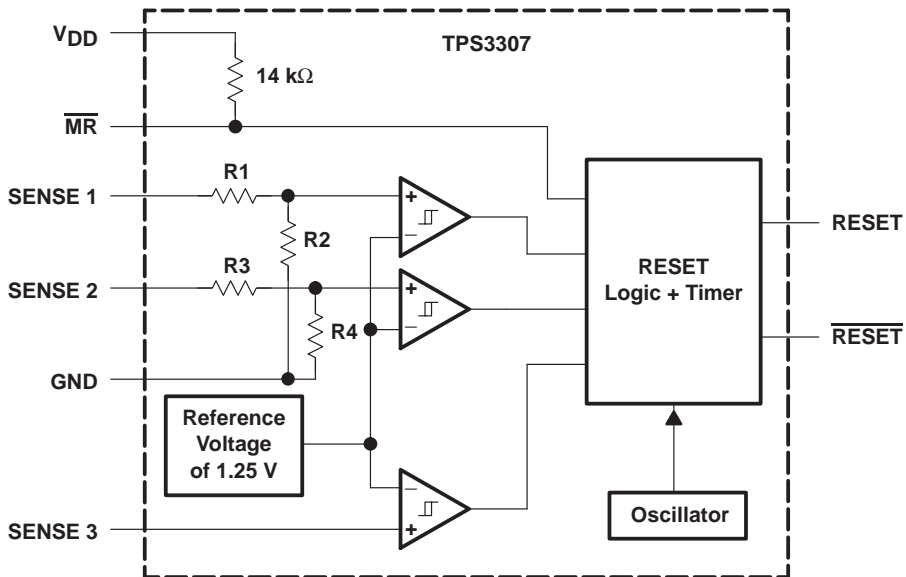 TPS3307
VDD
14 kΩ
MR
SENSE 1
R1
R2
RESET
SENSE 2
R3
R4
RESET
Logic + Timer
RESET
GND
Reference
Voltage
of 1.25 V
SENSE 3
Oscillator
+
−
+
−
−
+